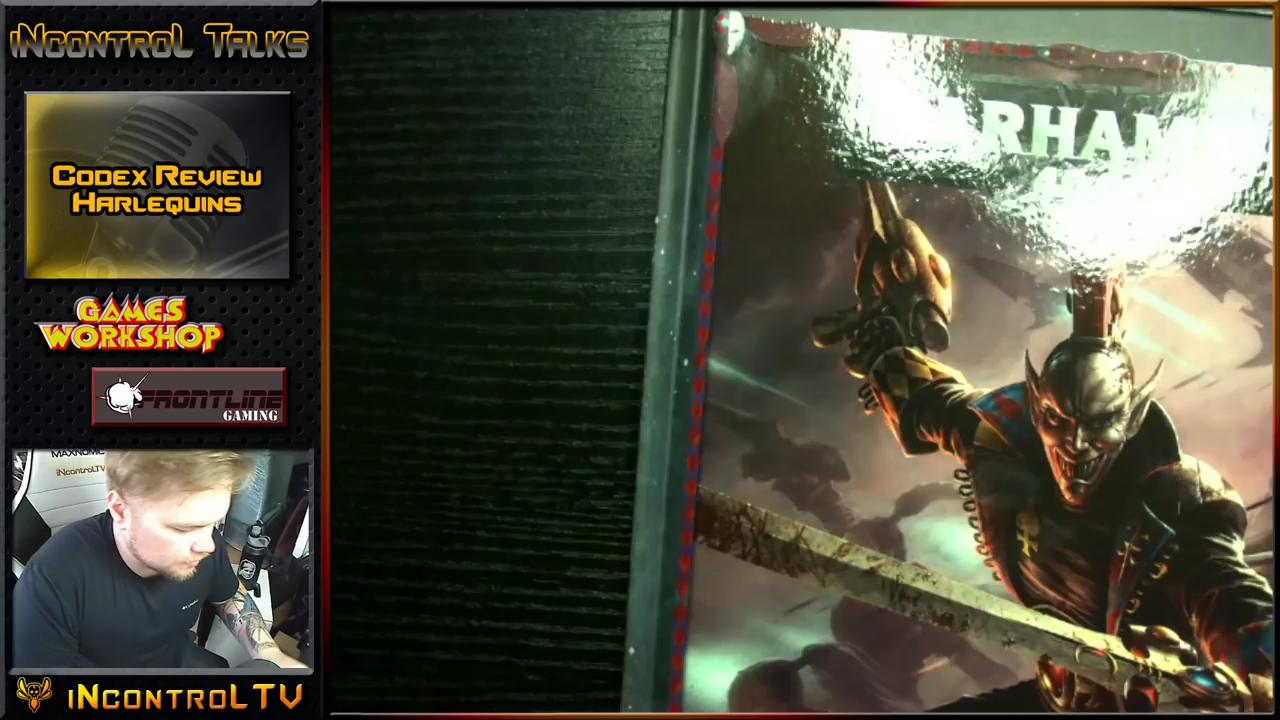 iNcontroL Talks
Codex Review
Harlequins
GAMES
WORKSHOP
FRONTLINE
GAMING
RHAM
MAXNOMIC
iNcontroLTV
iNcontroLTV